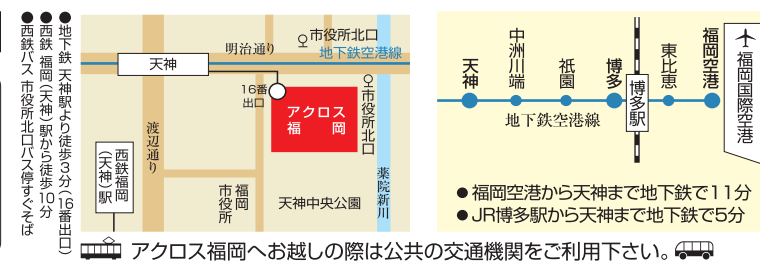 ●地下鉄 天神駅より徒歩3分（16番出口）
●西鉄 福岡（天神）駅から徒歩10分
●西鉄バス 市役所北口バス停すぐそば
市役所北口
明治通り
地下鉄空港線
天神
16番
出口
アクロス
福岡
市役所北口
渡辺通り
西鉄福岡
（天神）駅
福岡
市役所
天神中央公園
薬院新川
天神
中洲川端
祇園
博多
博多駅
東比恵
福岡空港
福岡国際空港
地下鉄空港線
●福岡空港から天神まで地下鉄で11分
●JR博多駅から天神まで地下鉄で5分
アクロス福岡へお越しの際は公共の交通機関をご利用下さい。